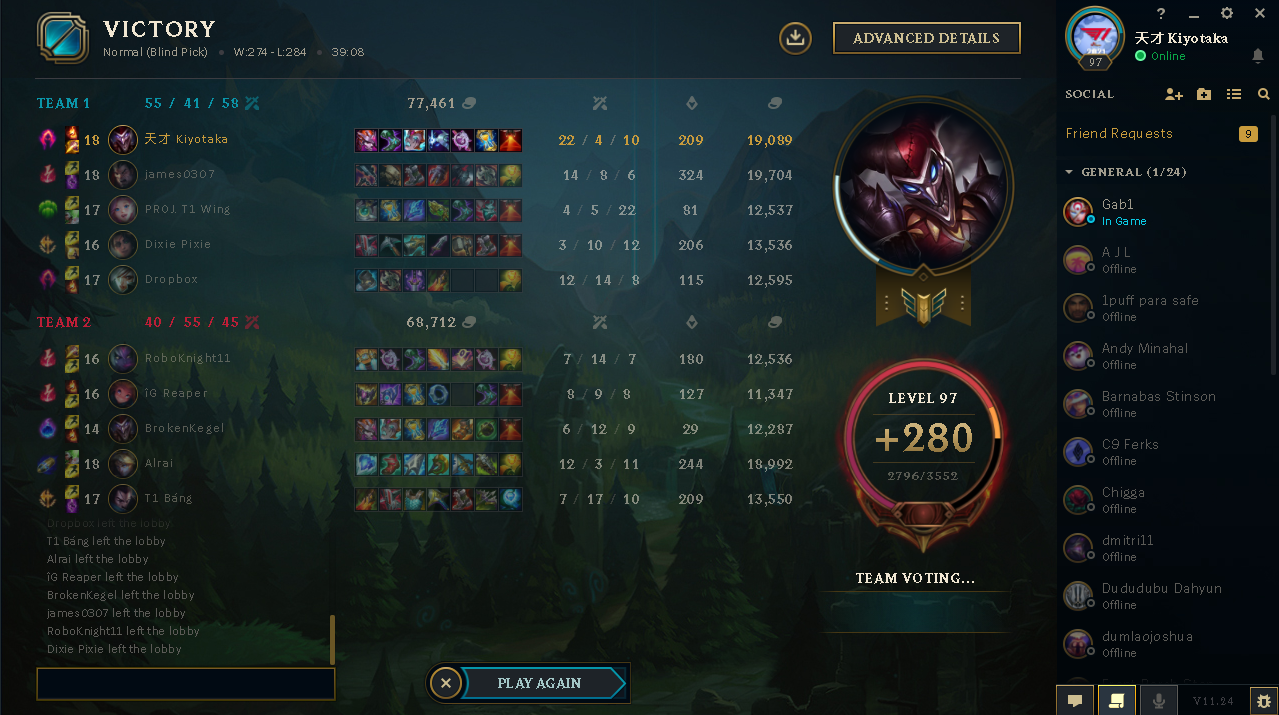 VICTORY
Normal (Blind Pick) • W:274 - L:284 • 39:08
ADVANCED DETAILS
TEAM 1 55 / 41 / 58 77,461
18 天才 Kiyotaka 22 / 4 / 10 209 19,089
18 james0307 14 / 8 / 6 324 19,704
17 PROJ. T1 Wing 4 / 5 / 22 81 12,537
16 Dixie Pixie 3 / 10 / 12 206 13,536
17 Dropbox 12 / 14 / 8 115 12,595
TEAM 2 40 / 55 / 45 68,712
16 RoboKnight11 7 / 14 / 7 180 12,536
16 îG Reaper 8 / 9 / 8 127 11,347
14 BrokenKegel 6 / 12 / 9 29 12,287
18 Alrai 12 / 3 / 11 244 18,992
17 T1 Báng 7 / 17 / 10 209 13,550
Dropbox left the lobby
T1 Báng left the lobby
Alrai left the lobby
îG Reaper left the lobby
BrokenKegel left the lobby
james0307 left the lobby
RoboKnight11 left the lobby
Dixie Pixie left the lobby
PLAY AGAIN
LEVEL 97
+280
2796/3552
TEAM VOTING...
?
天才 Kiyotaka
2021
97
Online
SOCIAL
Friend Requests 9
GENERAL (1/24)
Gab1
In Game
A J L
Offline
1puff para safe
Offline
Andy Minahal
Offline
Barnabas Stinson
Offline
C9 Ferks
Offline
Chigga
Offline
dmitri11
Offline
Dududubu Dahyun
Offline
dumlaojoshua
Offline
V11.24